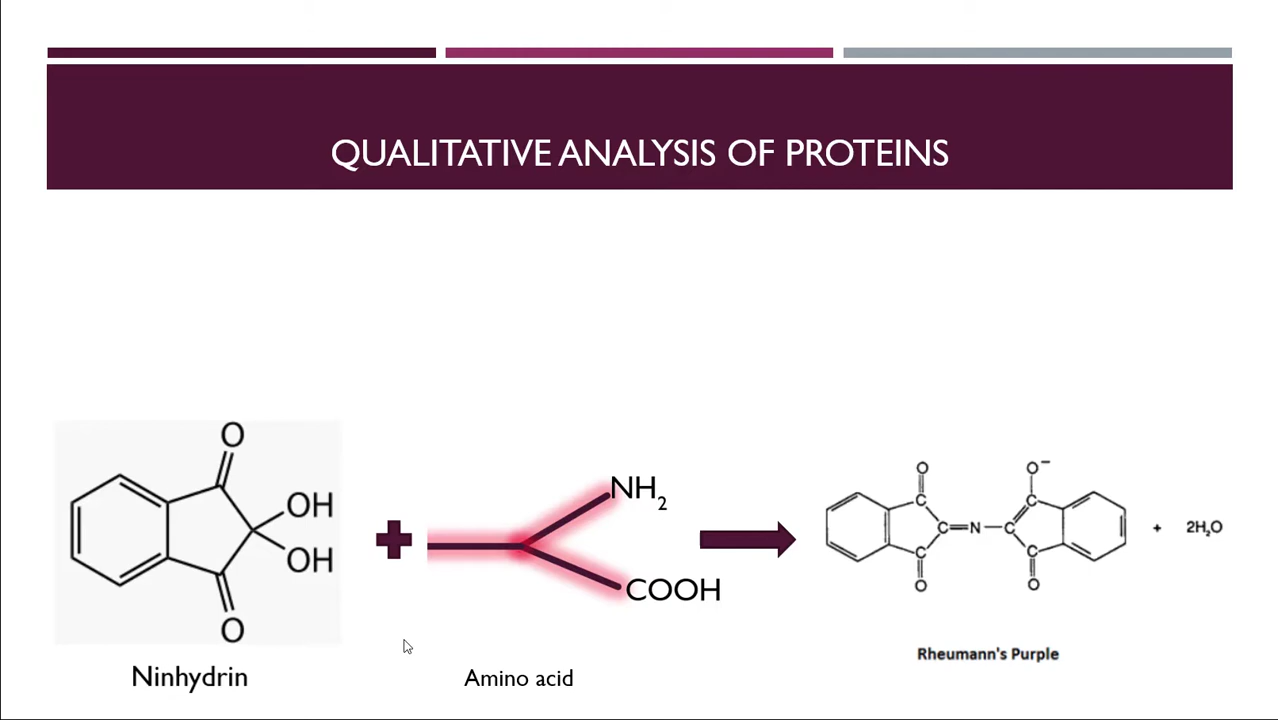 QUALITATIVE ANALYSIS OF PROTEINS
O
OH
OH
O
Ninhydrin
NH2
COOH
Amino acid
O O−
C C
C=N C
C C
O O
+ 2H2O
Rheumann's Purple